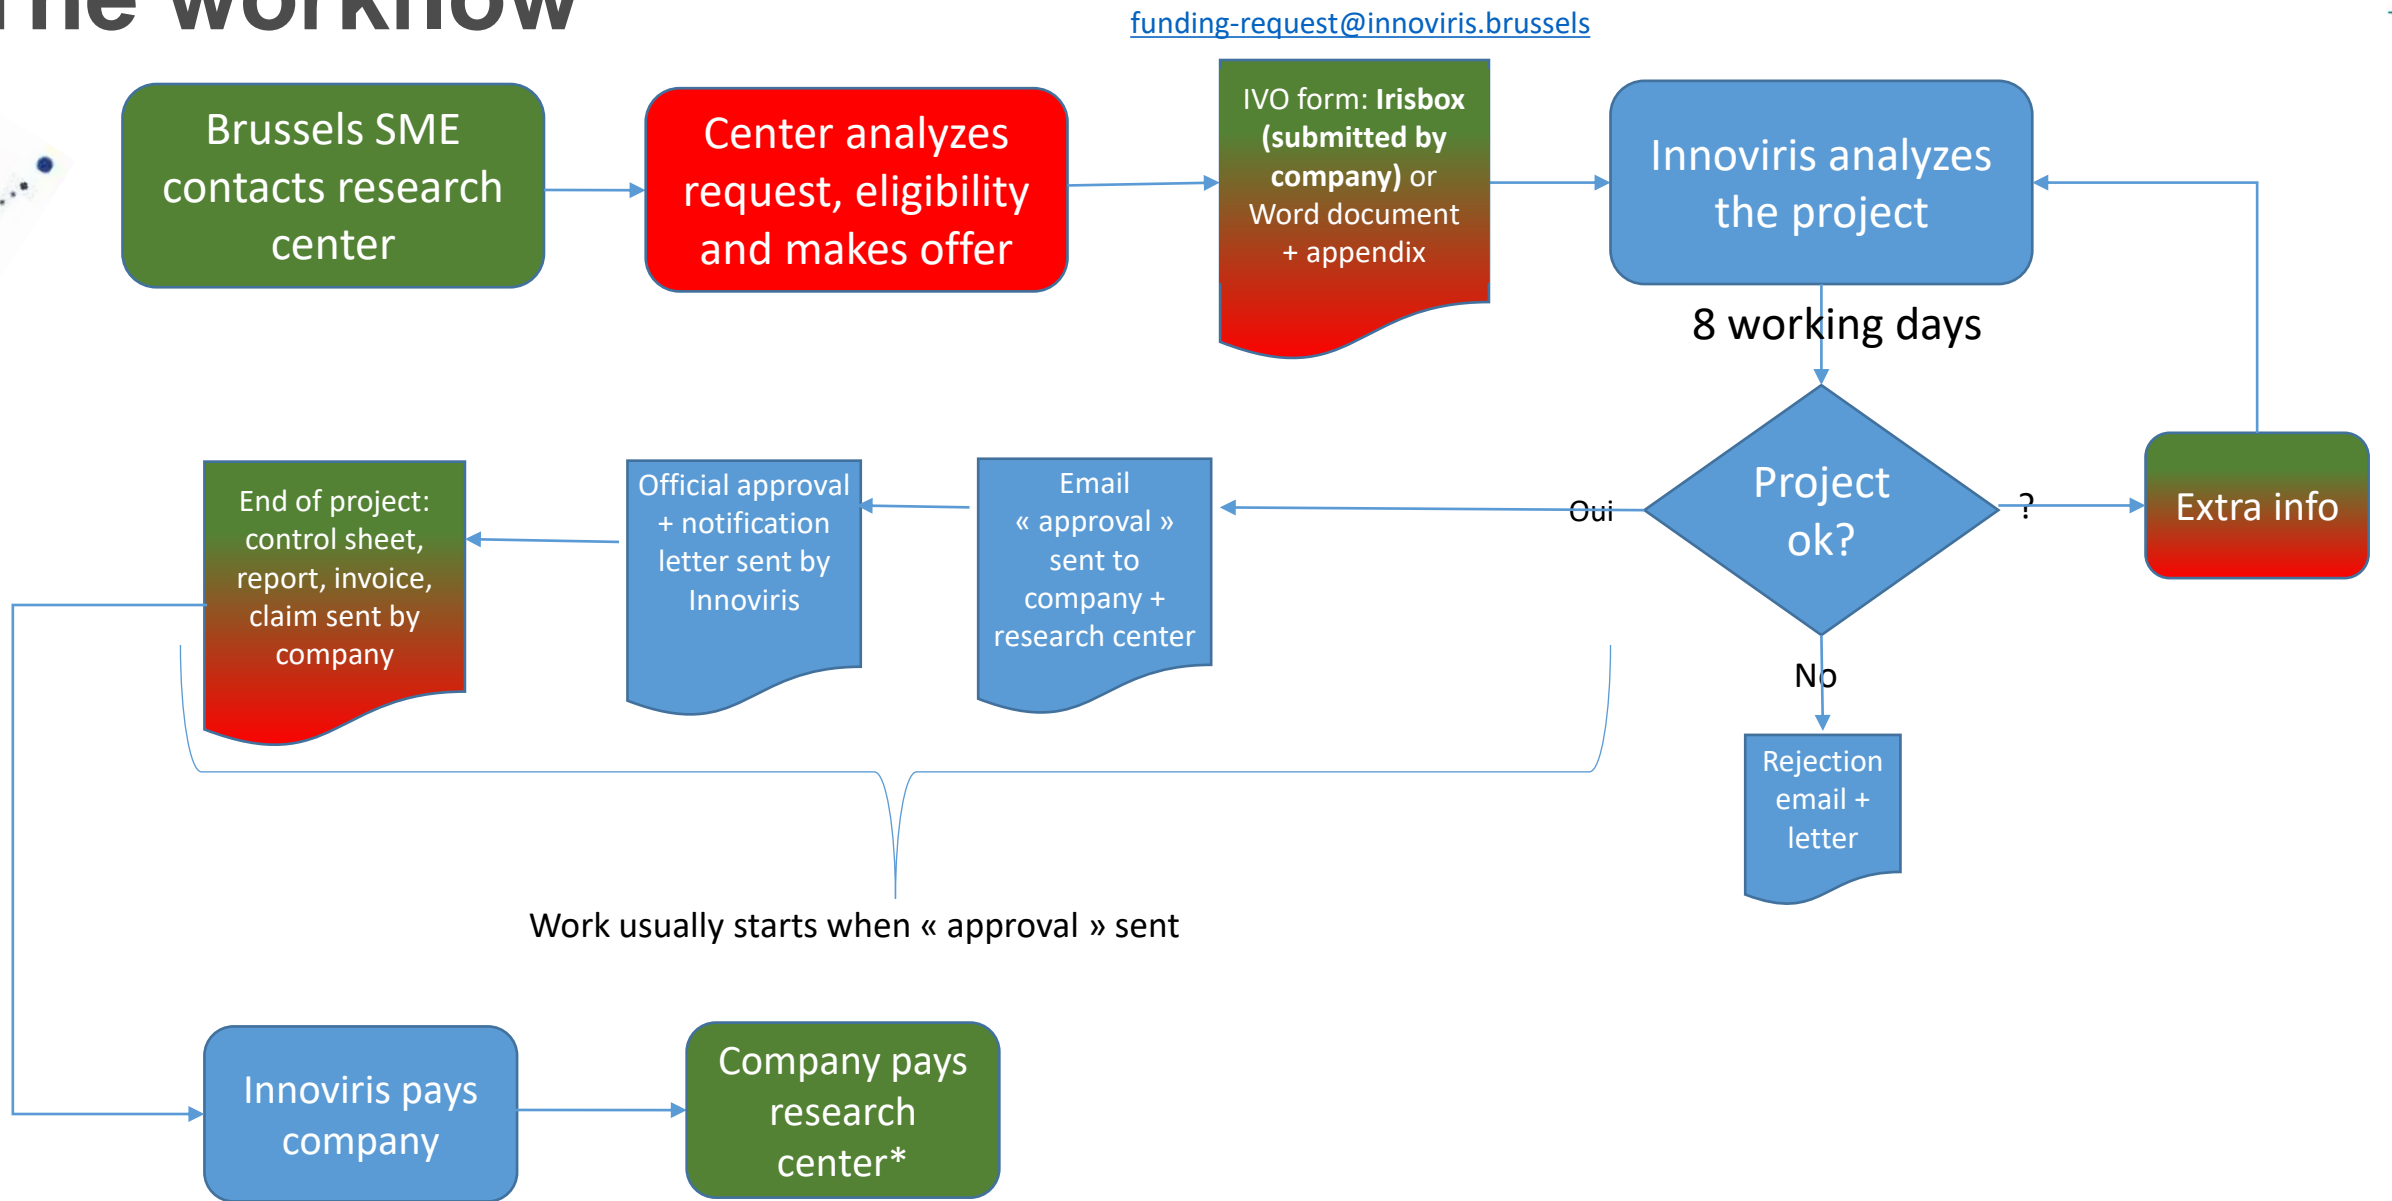 The workflow
funding-request@innoviris.brussels
Brussels SME
contacts research
center
Center analyzes
request, eligibility
and makes offer
IVO form: Irisbox
(submitted by
company) or
Word document
+ appendix
Innoviris analyzes
the project
8 working days
Project
ok?
?
Extra info
Oui
No
Rejection
email +
letter
Email
« approval »
sent to
company +
research center
Official approval
+ notification
letter sent by
Innoviris
End of project:
control sheet,
report, invoice,
claim sent by
company
Work usually starts when « approval » sent
Innoviris pays
company
Company pays
research
center*